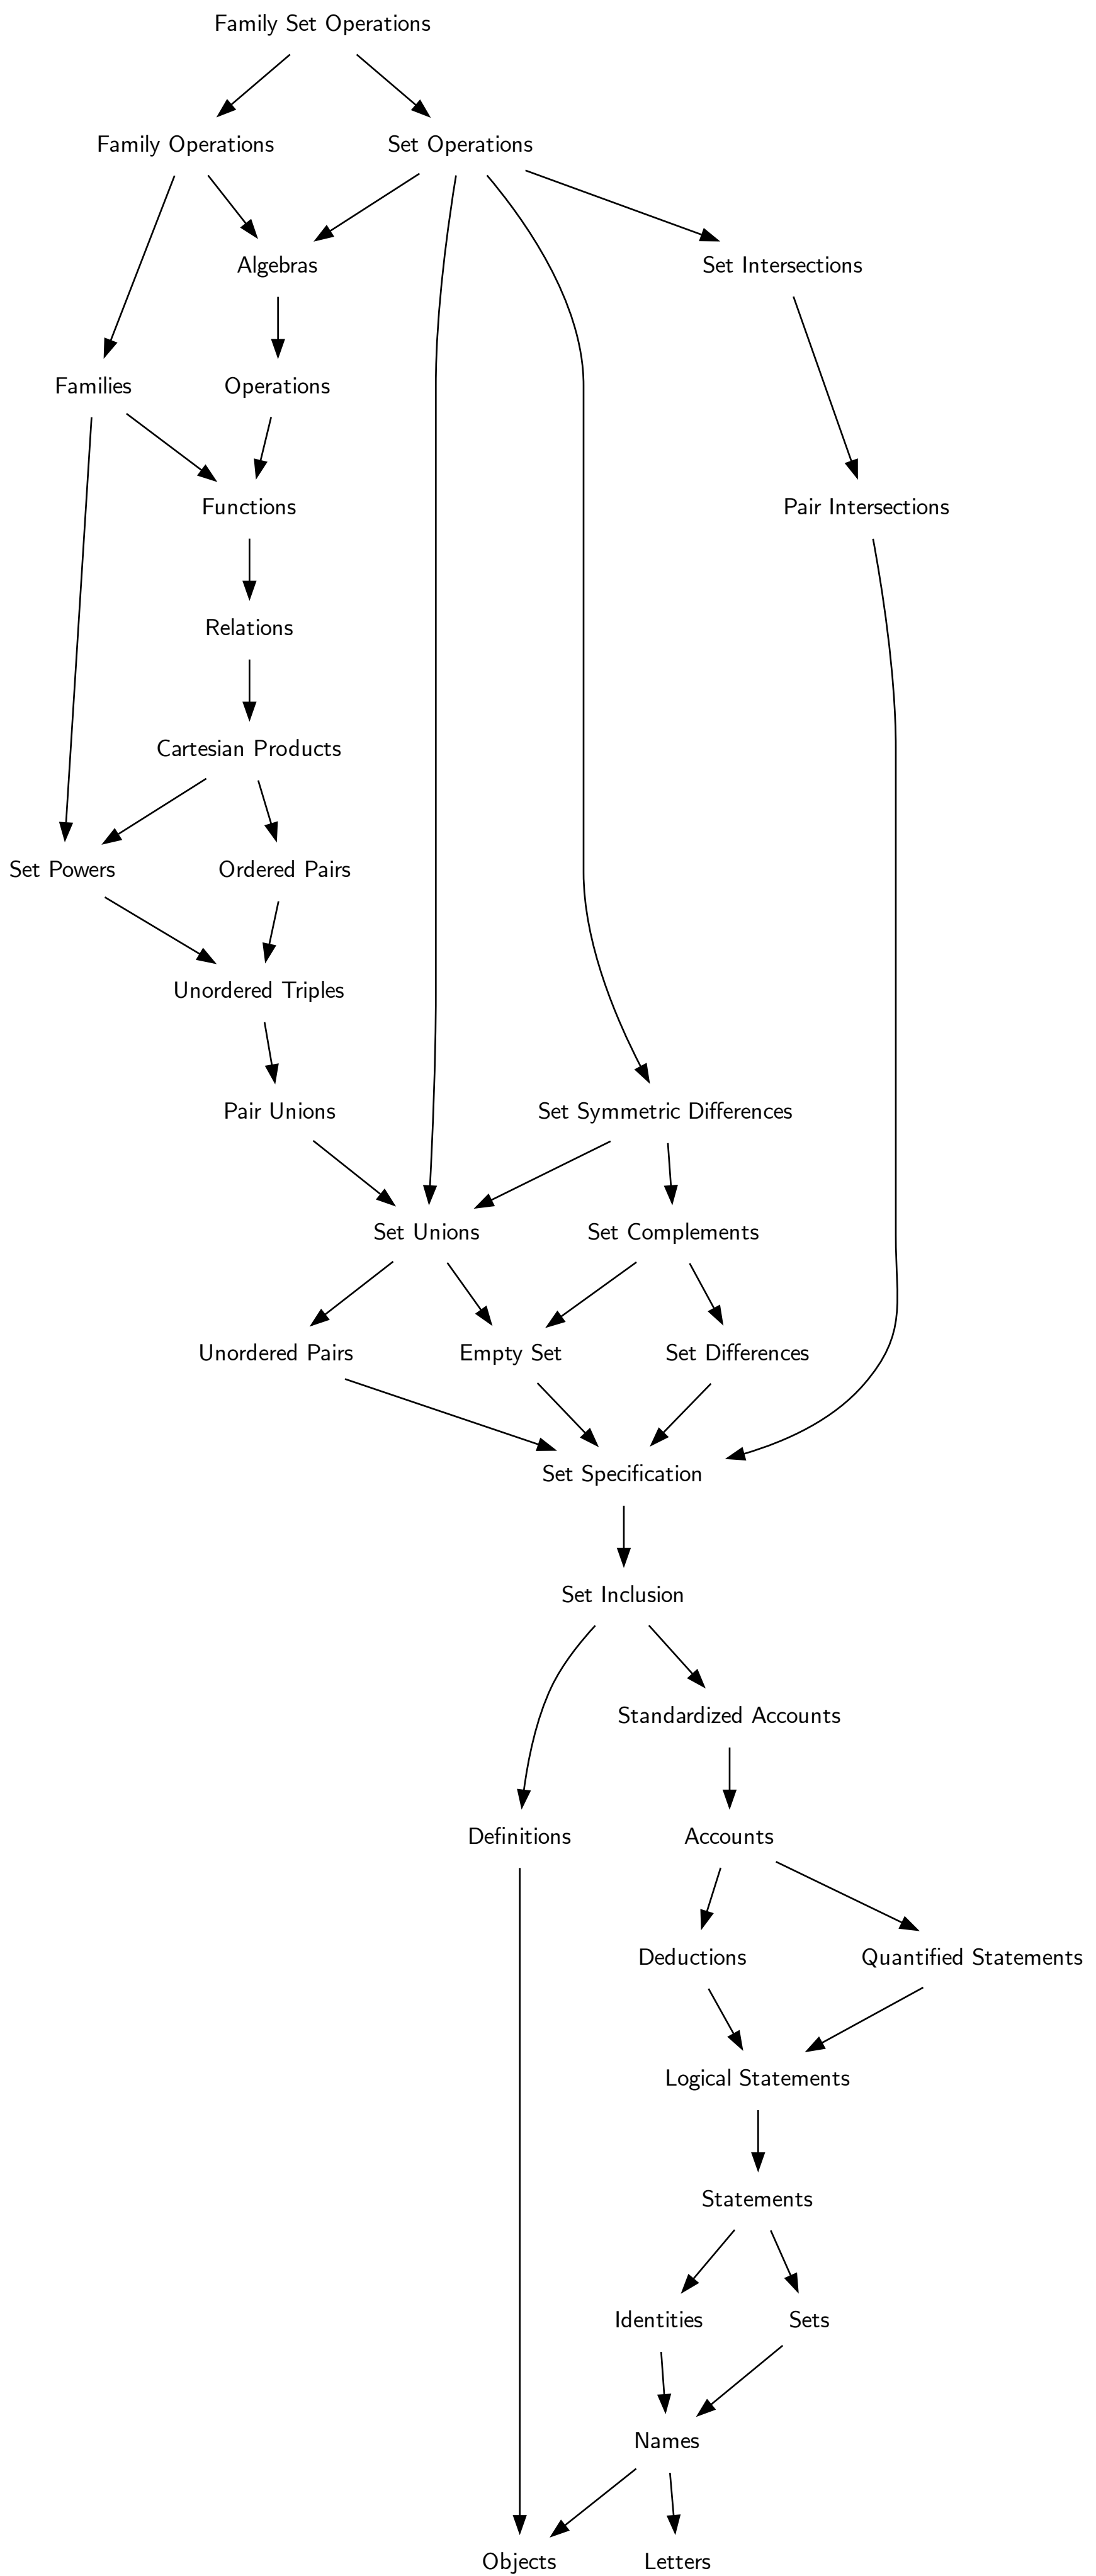 Family Set Operations
Family Operations
Set Operations
Algebras
Set Intersections
Families
Operations
Functions
Pair Intersections
Relations
Cartesian Products
Set Powers
Ordered Pairs
Unordered Triples
Pair Unions
Set Symmetric Differences
Set Unions
Set Complements
Unordered Pairs
Empty Set
Set Differences
Set Specification
Set Inclusion
Standardized Accounts
Definitions
Accounts
Deductions
Quantified Statements
Logical Statements
Statements
Identities
Sets
Names
Objects
Letters